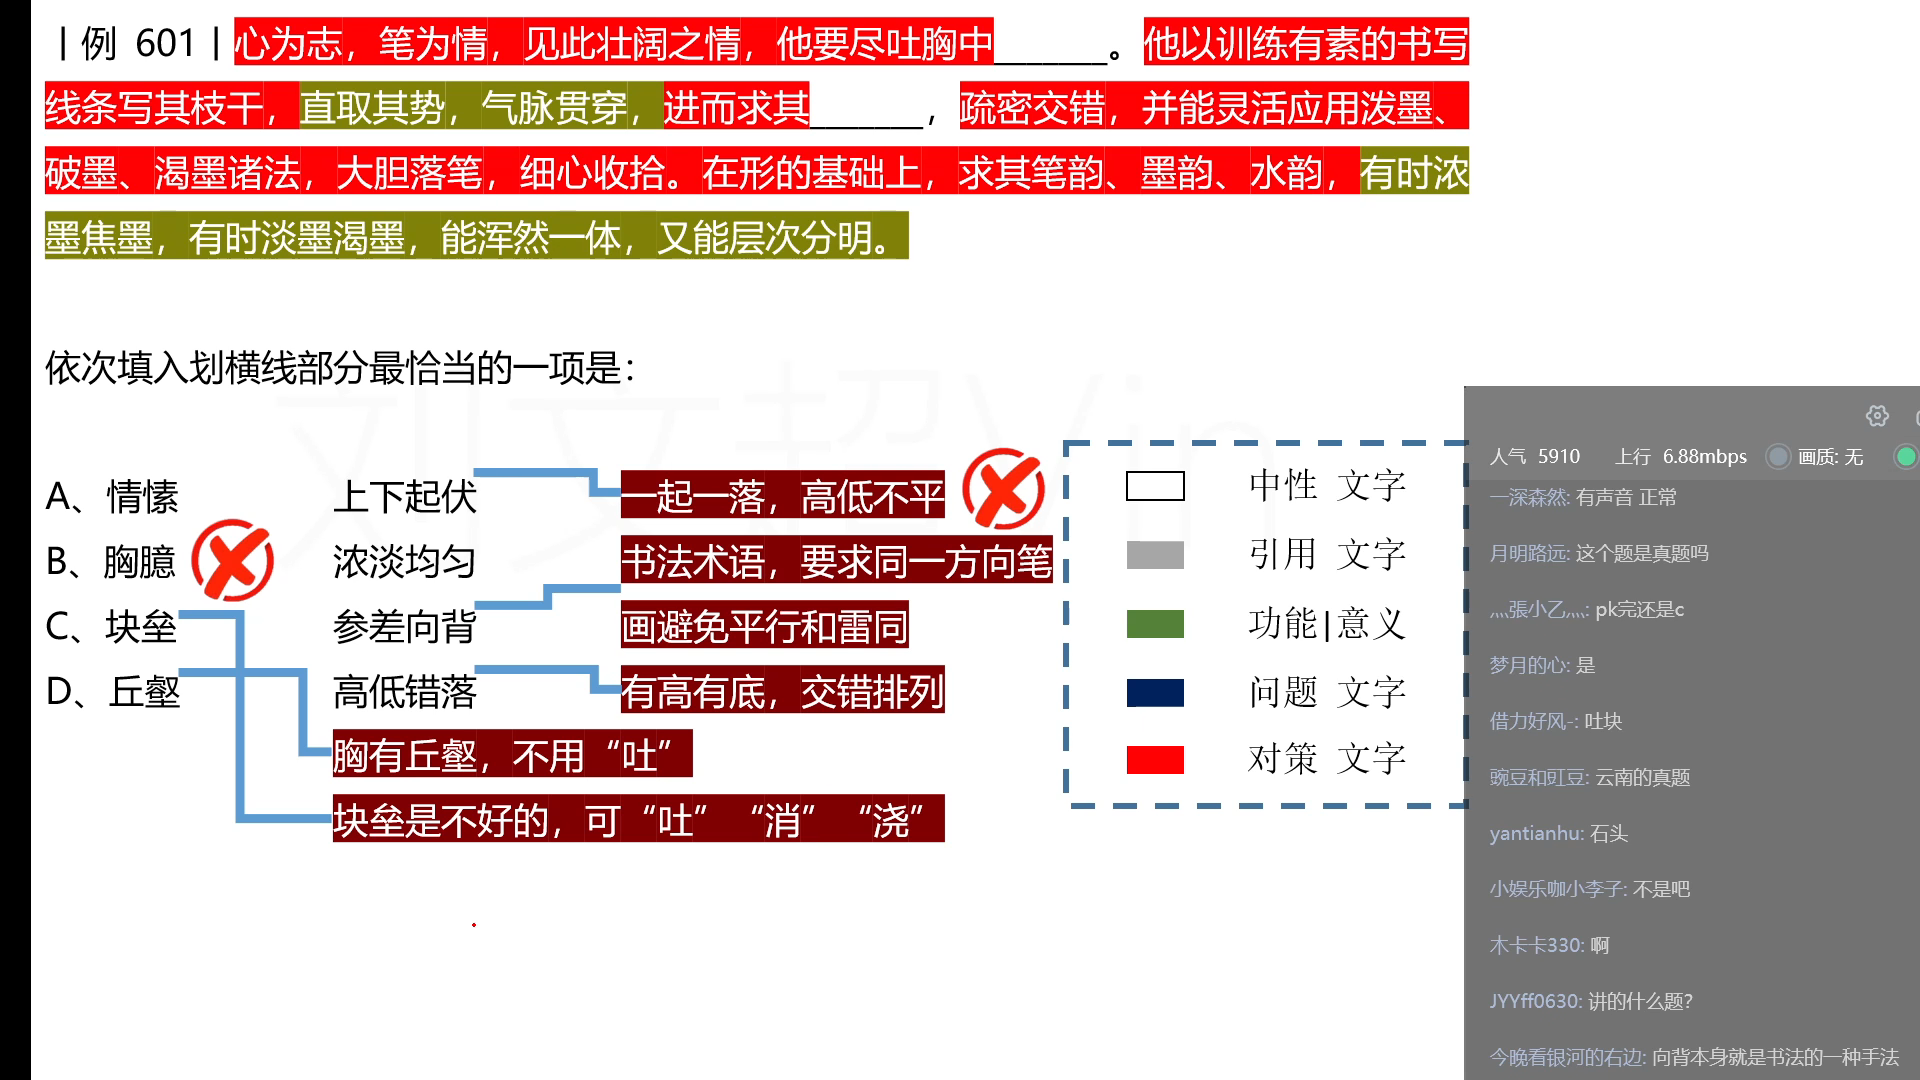 ｜例 601｜心为志，笔为情，见此壮阔之情，他要尽吐胸中______。他以训练有素的书写
线条写其枝干，直取其势，气脉贯穿，进而求其______，疏密交错，并能灵活应用泼墨、
破墨、渴墨诸法，大胆落笔，细心收拾。在形的基础上，求其笔韵、墨韵、水韵，有时浓
墨焦墨，有时淡墨渴墨，能浑然一体，又能层次分明。
依次填入划横线部分最恰当的一项是：
刘文超Vin
A、情愫 上下起伏 一起一落，高低不平
B、胸臆 浓淡均匀 书法术语，要求同一方向笔
C、块垒 参差向背 画避免平行和雷同
D、丘壑 高低错落 有高有底，交错排列
胸有丘壑，不用“吐”
块垒是不好的，可“吐”“消”“浇”
中性 文字
引用 文字
功能|意义
问题 文字
对策 文字
人气 5910 上行 6.88mbps 画质: 无
一深森然: 有声音 正常
月明路远: 这个题是真题吗
灬張小乙灬: pk完还是c
梦月的心: 是
借力好风-: 吐块
豌豆和豇豆: 云南的真题
yantianhu: 石头
小娱乐咖小李子: 不是吧
木卡卡330: 啊
JYYff0630: 讲的什么题?
今晚看银河的右边: 向背本身就是书法的一种手法